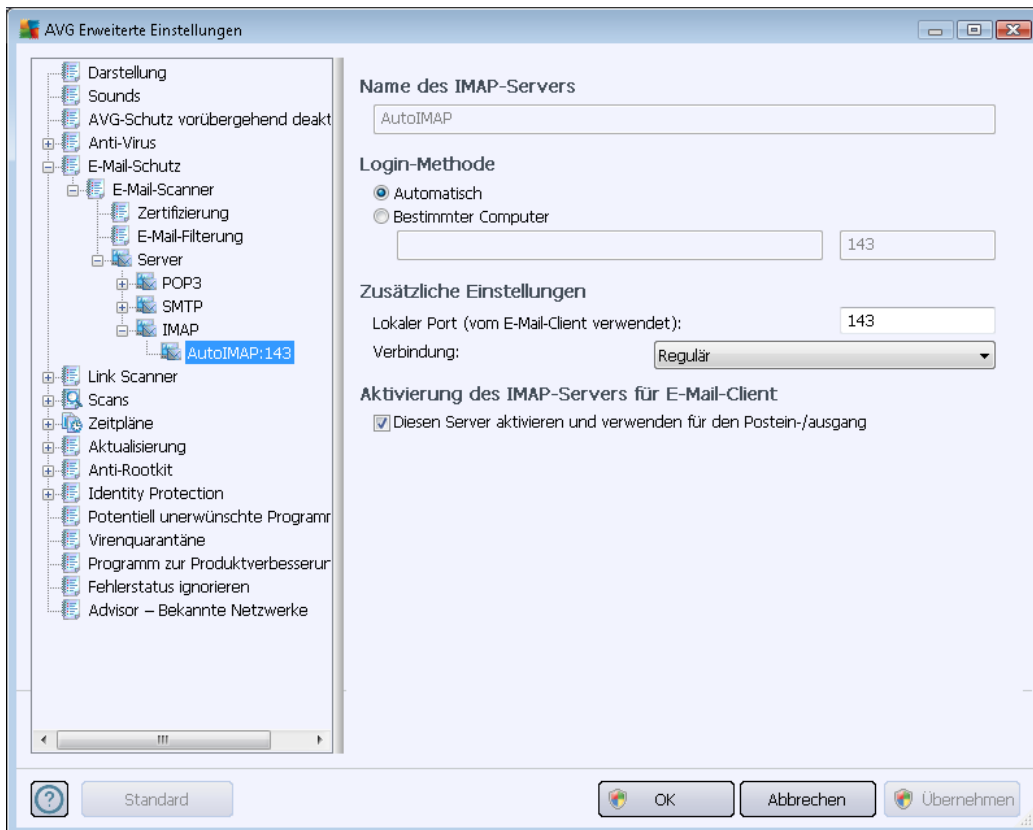 AVG Erweiterte Einstellungen
Darstellung
Sounds
AVG-Schutz vorübergehend deakt
Anti-Virus
E-Mail-Schutz
E-Mail-Scanner
Zertifizierung
E-Mail-Filterung
Server
POP3
SMTP
IMAP
AutoIMAP:143
Link Scanner
Scans
Zeitpläne
Aktualisierung
Anti-Rootkit
Identity Protection
Potentiell unerwünschte Programr
Virenquarantäne
Programm zur Produktverbesserur
Fehlerstatus ignorieren
Advisor – Bekannte Netzwerke
Name des IMAP-Servers
AutoIMAP
Login-Methode
Automatisch
Bestimmter Computer
143
Zusätzliche Einstellungen
Lokaler Port (vom E-Mail-Client verwendet): 143
Verbindung: Regulär
Aktivierung des IMAP-Servers für E-Mail-Client
Diesen Server aktivieren und verwenden für den Postein-/ausgang
Standard OK Abbrechen Übernehmen